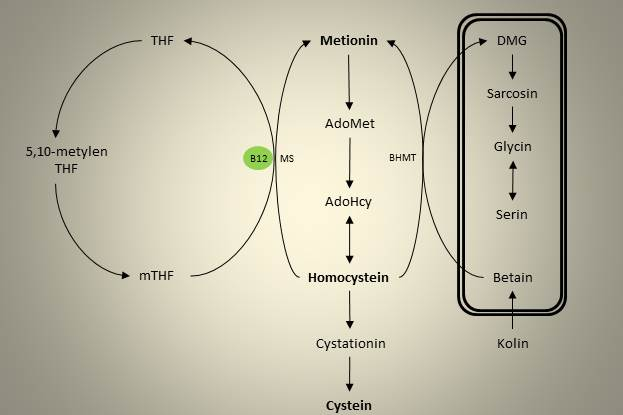 THF
Metionin
DMG
Sarcosin
AdoMet
5,10-metylen
THF
B12
MS
BHMT
Glycin
AdoHcy
Serin
mTHF
Homocystein
Betain
Cystationin
Kolin
Cystein